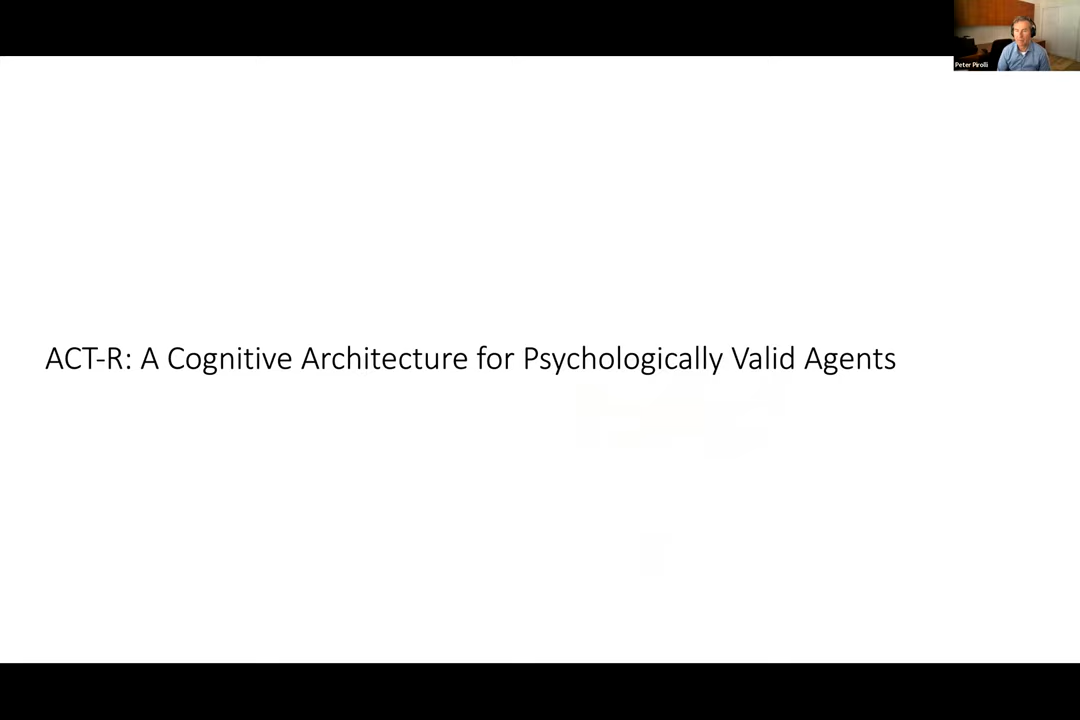 Peter Pirolli
ACT-R: A Cognitive Architecture for Psychologically Valid Agents